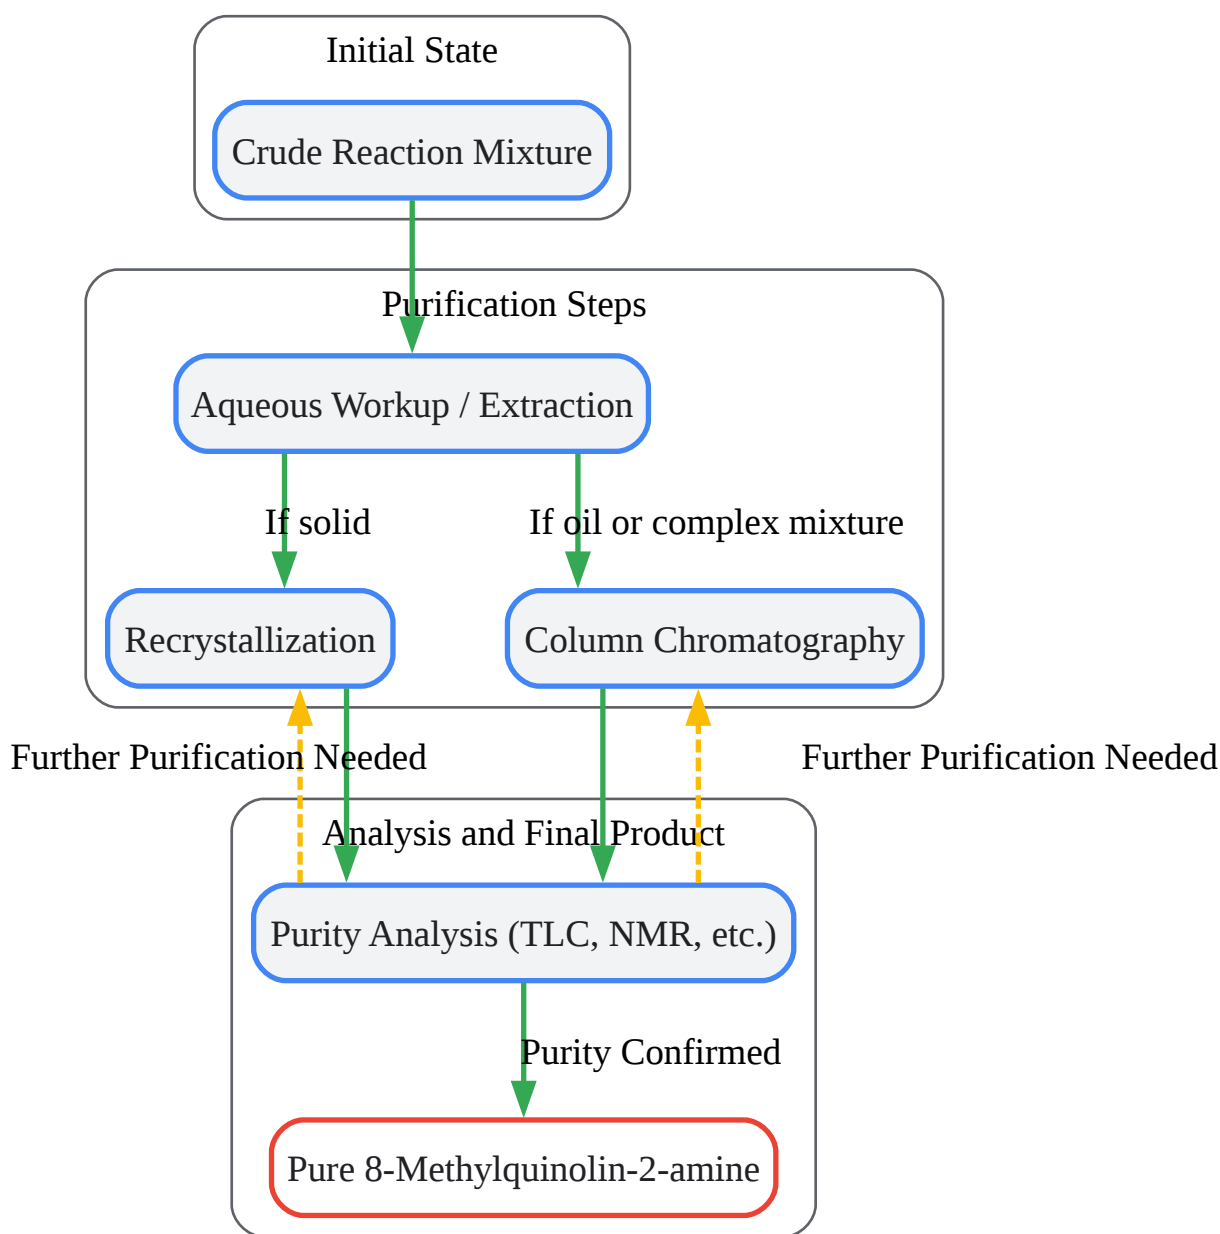 Initial State
Crude Reaction Mixture
Purification Steps
Aqueous Workup / Extraction
If solid
If oil or complex mixture
Recrystallization
Column Chromatography
Further Purification Needed
Further Purification Needed
Analysis and Final Product
Purity Analysis (TLC, NMR, etc.)
Purity Confirmed
Pure 8-Methylquinolin-2-amine